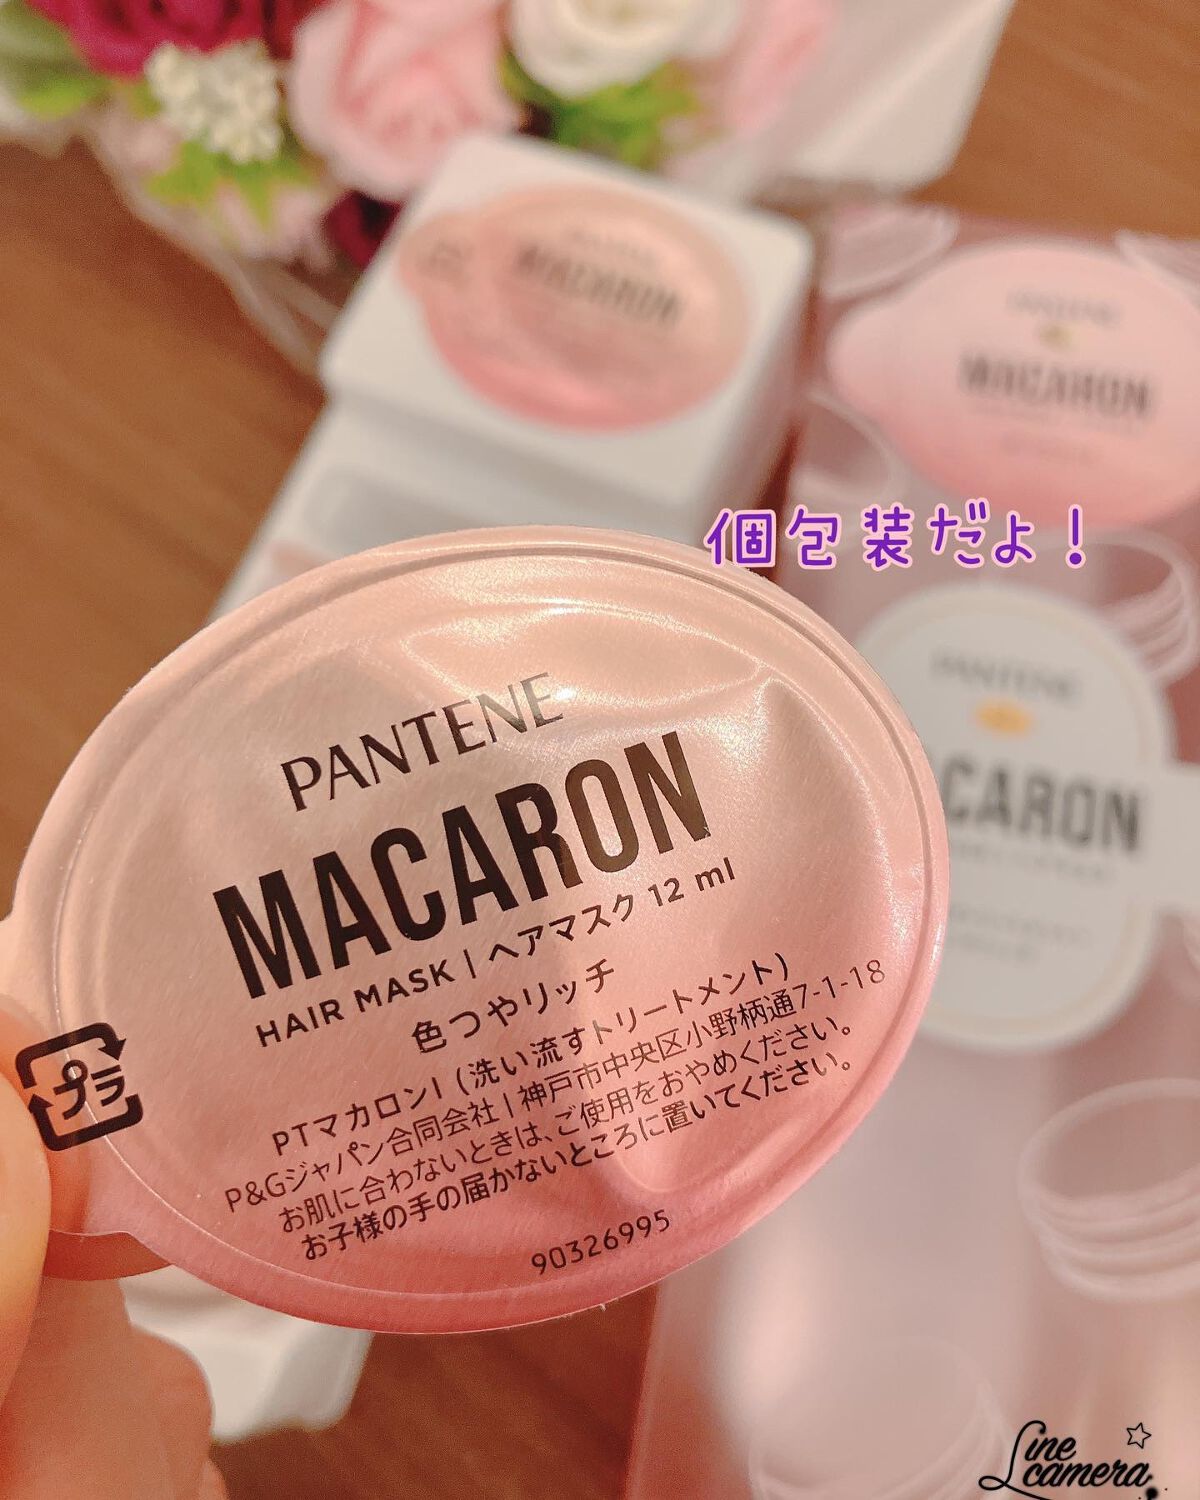 PANTENE
MACARON
PANTENE
MACARON
個包装だよ！
PANTENE
CARON
PANTENE
MACARON
HAIR MASK | ヘアマスク 12 ml
色つやリッチ
PTマカロンI (洗い流すトリートメント)
P&Gジャパン合同会社 | 神戸市中央区小野柄通7-1-18
お肌に合わないときは、ご使用をおやめください。
お子様の手の届かないところに置いてください。
90326995
プラ
Line
camera